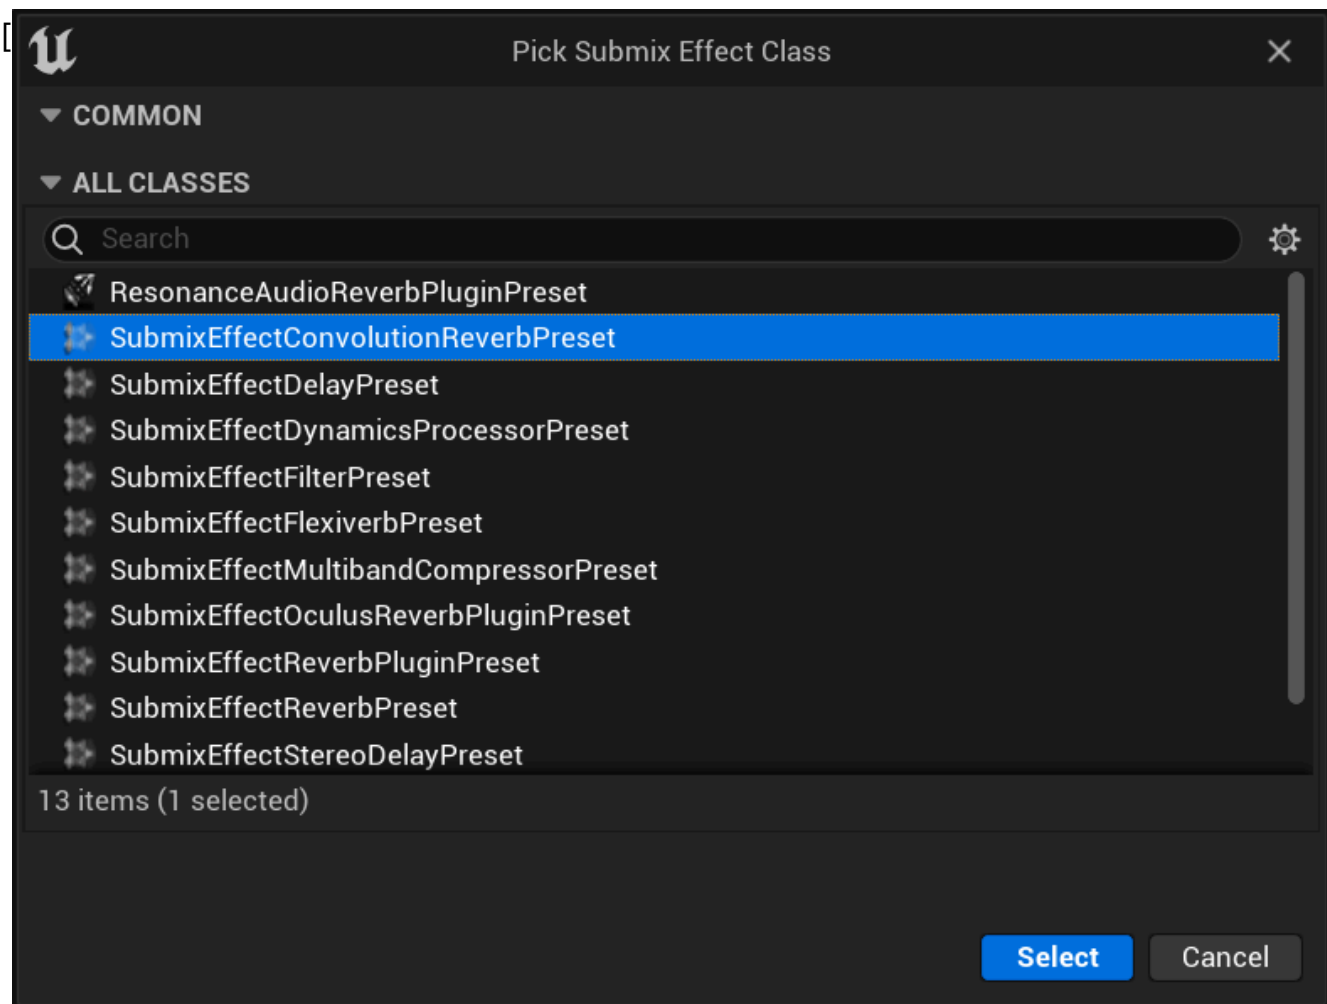 [
Pick Submix Effect Class
COMMON
ALL CLASSES
Search
ResonanceAudioReverbPluginPreset
SubmixEffectConvolutionReverbPreset
SubmixEffectDelayPreset
SubmixEffectDynamicsProcessorPreset
SubmixEffectFilterPreset
SubmixEffectFlexiverbPreset
SubmixEffectMultibandCompressorPreset
SubmixEffectOculusReverbPluginPreset
SubmixEffectReverbPluginPreset
SubmixEffectReverbPreset
SubmixEffectStereoDelayPreset
13 items (1 selected)
Select Cancel